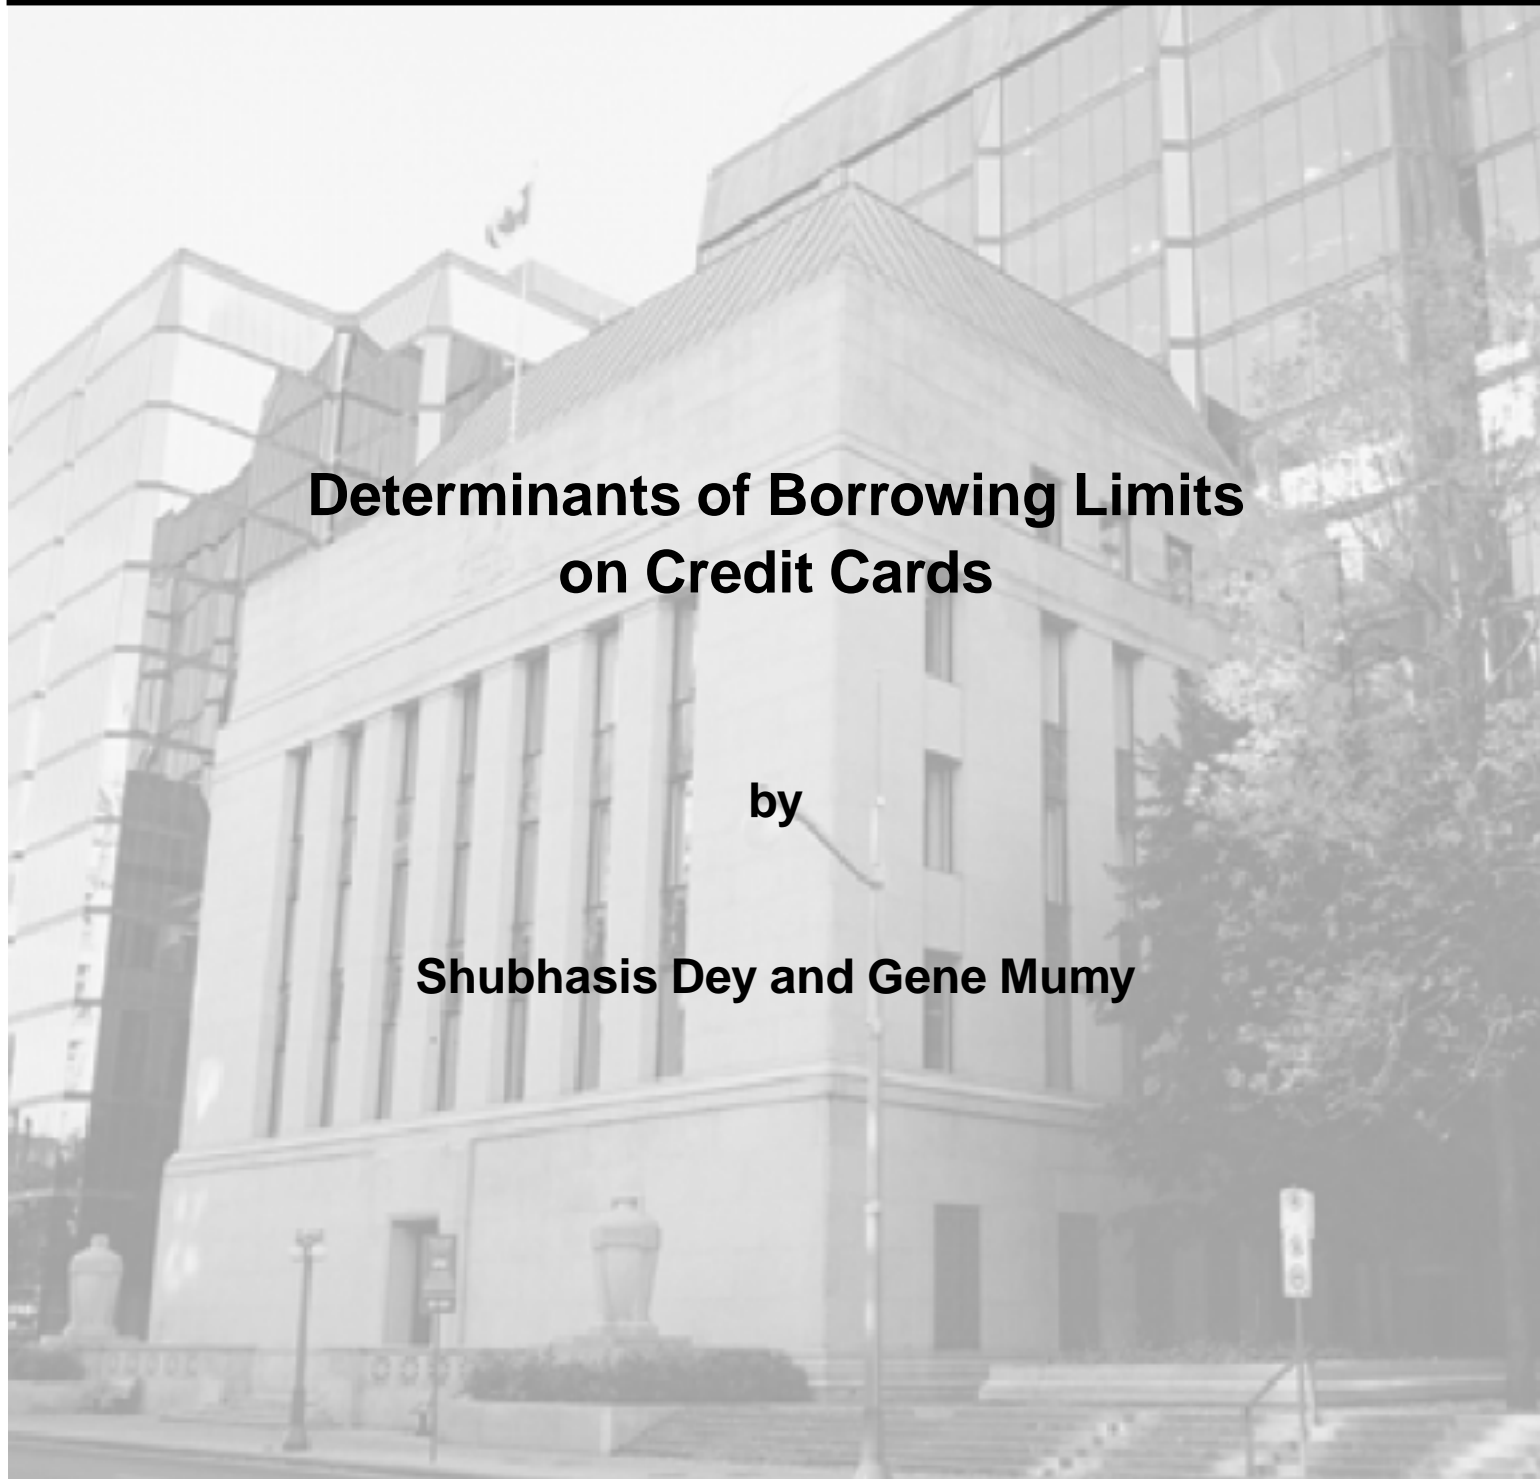 Determinants of Borrowing Limits
on Credit Cards
by
Shubhasis Dey and Gene Mumy